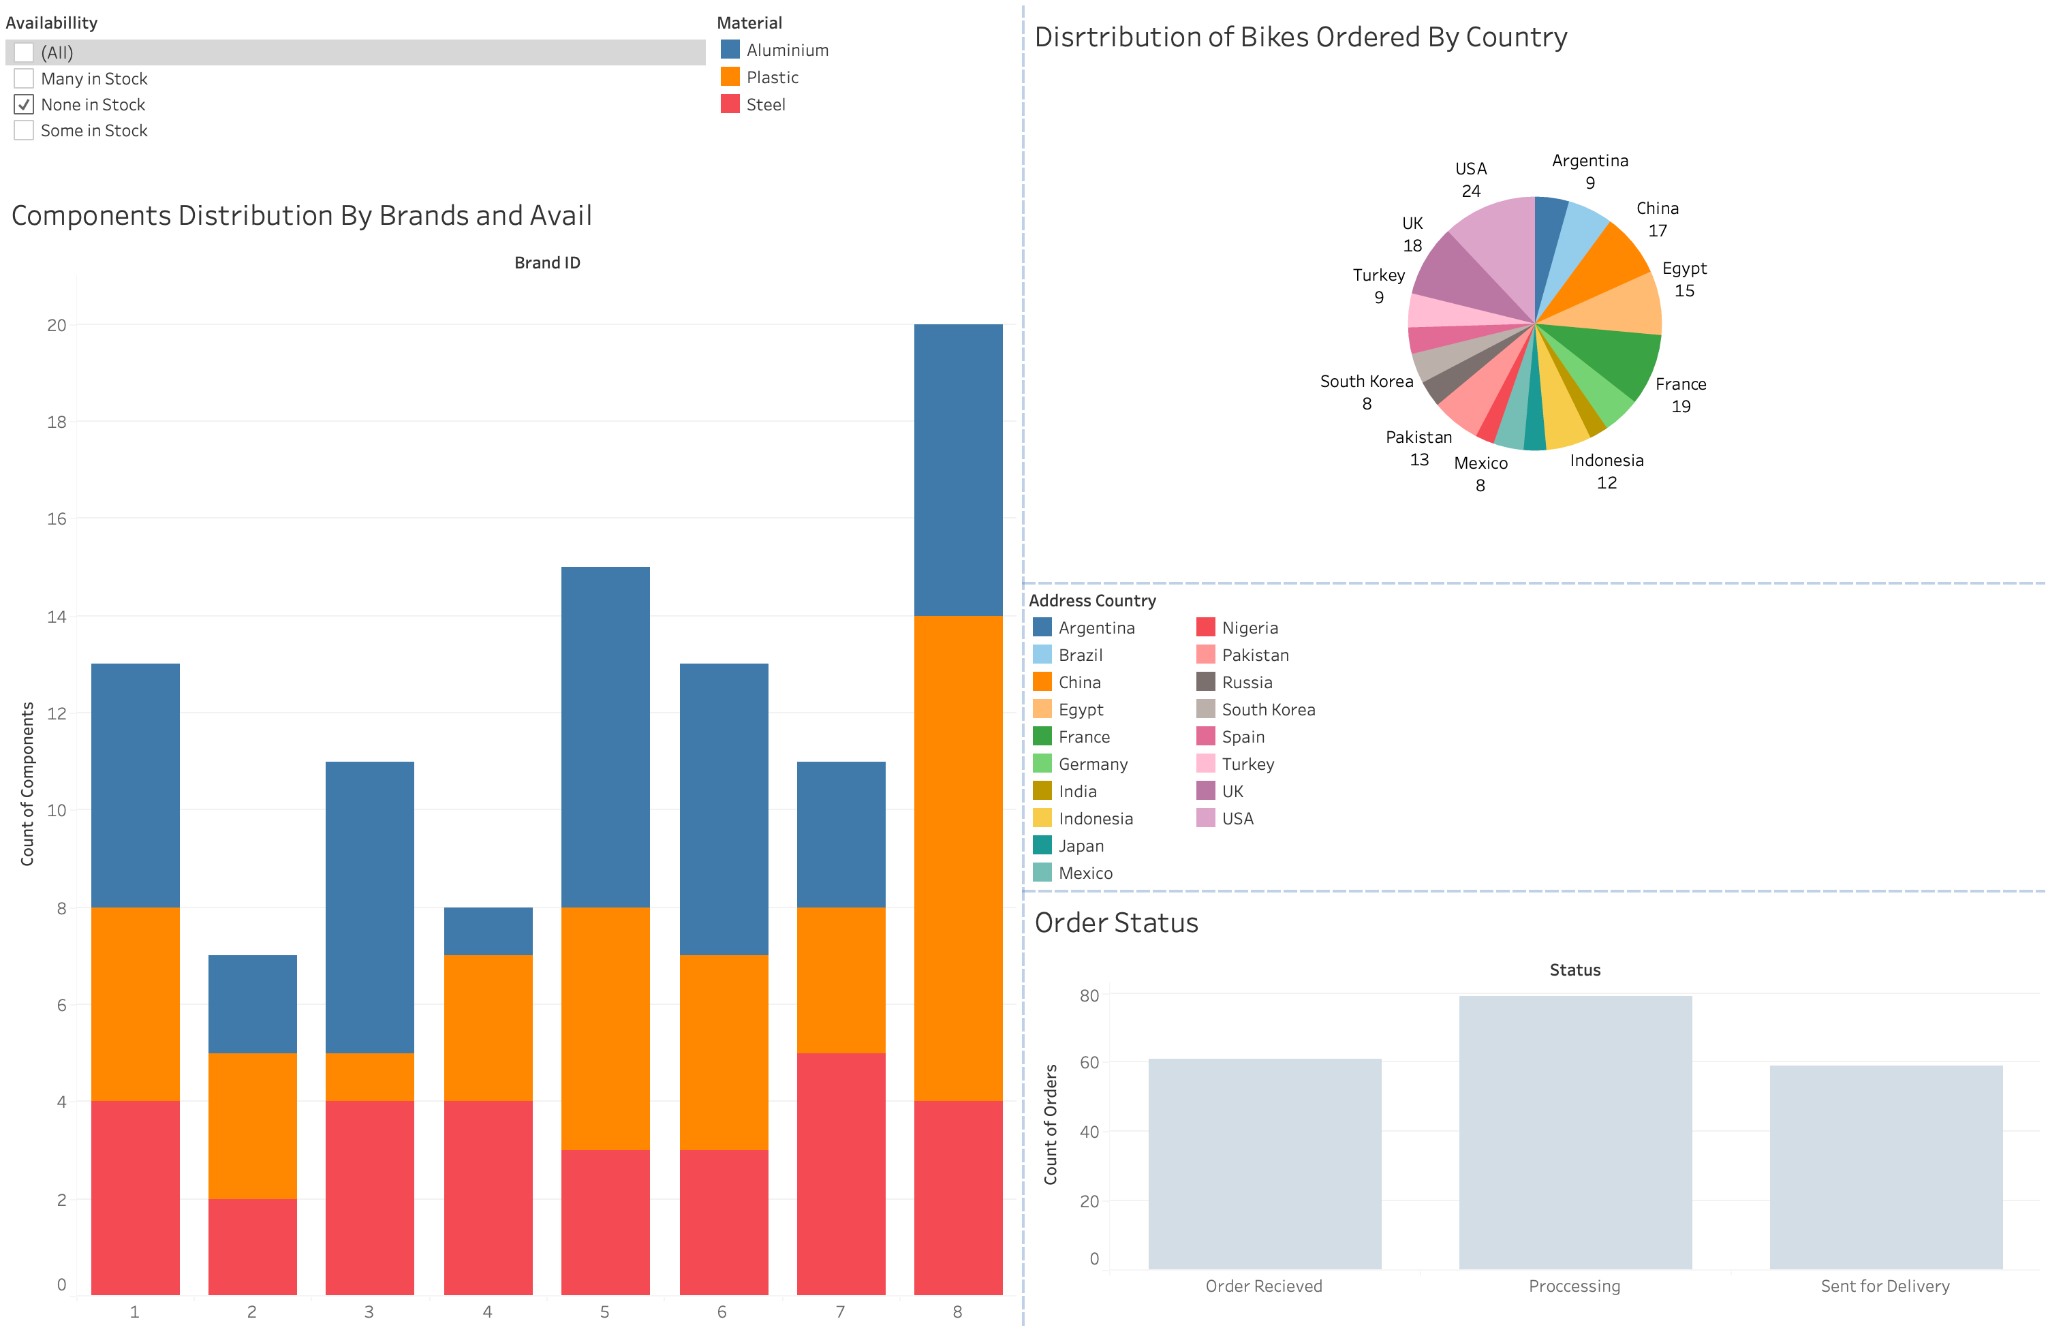 Availabillity
(All)
Many in Stock
None in Stock
Some in Stock
Material
Aluminium
Plastic
Steel
Components Distribution By Brands and Avail
Brand ID
Count of Components
20
18
16
14
12
10
8
6
4
2
0
1 2 3 4 5 6 7 8
Disrtribution of Bikes Ordered By Country
Argentina
9
China
17
Egypt
15
France
19
Indonesia
12
Mexico
8
Pakistan
13
South Korea
8
Turkey
9
UK
18
USA
24
Address Country
Argentina
Brazil
China
Egypt
France
Germany
India
Indonesia
Japan
Mexico
Nigeria
Pakistan
Russia
South Korea
Spain
Turkey
UK
USA
Order Status
Status
Count of Orders
80
60
40
20
0
Order Recieved
Proccessing
Sent for Delivery